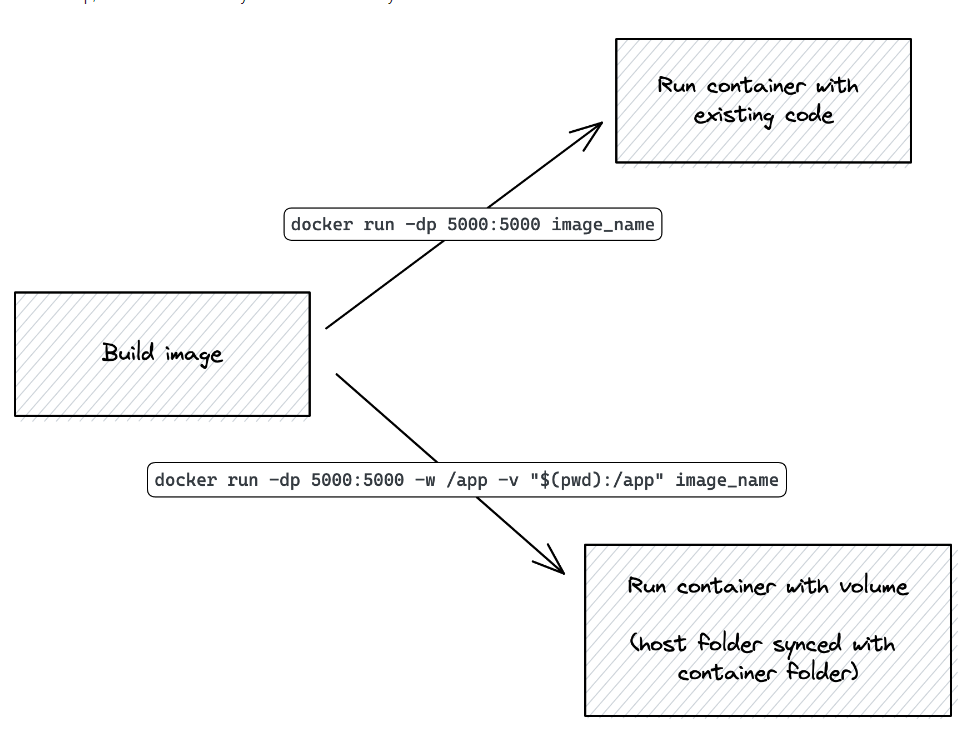 Run container with
existing code
docker run -dp 5000:5000 image_name
Build image
docker run -dp 5000:5000 -w /app -v "$(pwd):/app" image_name
Run container with volume
(host folder synced with
container folder)